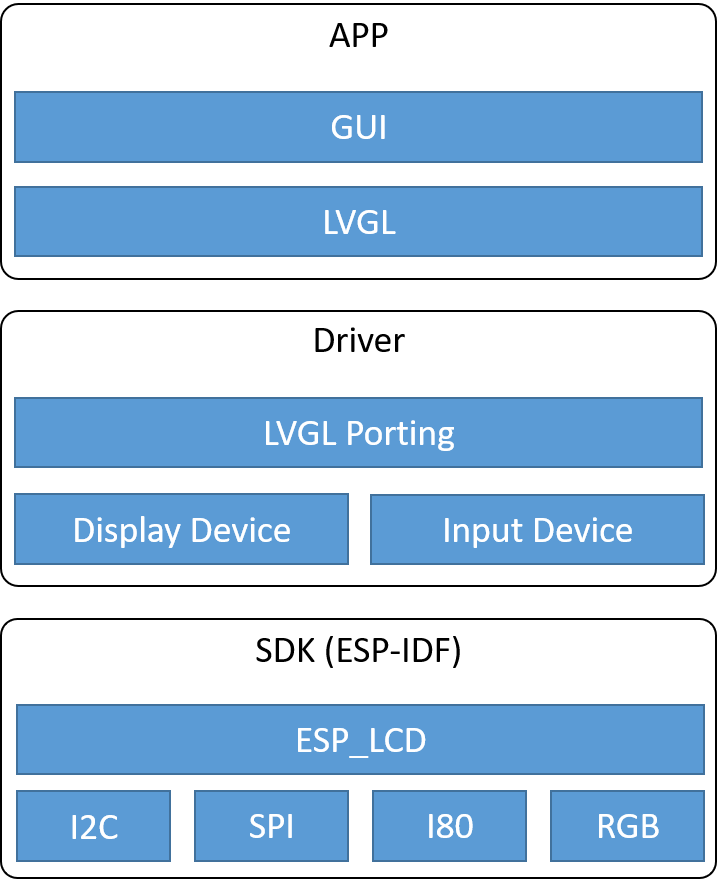 APP
GUI
LVGL
Driver
LVGL Porting
Display Device
Input Device
SDK (ESP-IDF)
ESP_LCD
I2C
SPI
I80
RGB